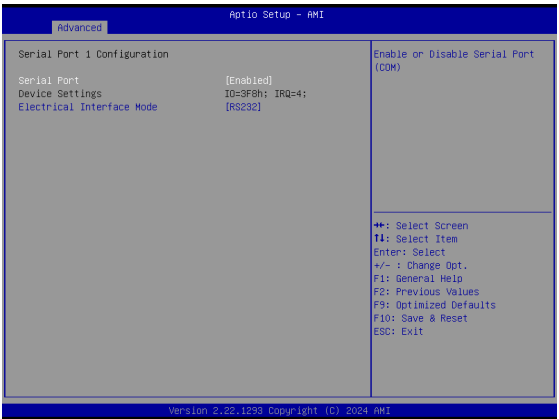 Aptio Setup - AMI
Advanced
Serial Port 1 Configuration
Serial Port [Enabled]
Device Settings IO=3F8h; IRQ=4;
Electrical Interface Mode [RS232]
Enable or Disable Serial Port
(COM)
→←: Select Screen
↑↓: Select Item
Enter: Select
+/- : Change Opt.
F1: General Help
F2: Previous Values
F9: Optimized Defaults
F10: Save & Reset
ESC: Exit
Version 2.22.1293 Copyright (C) 2024 AMI